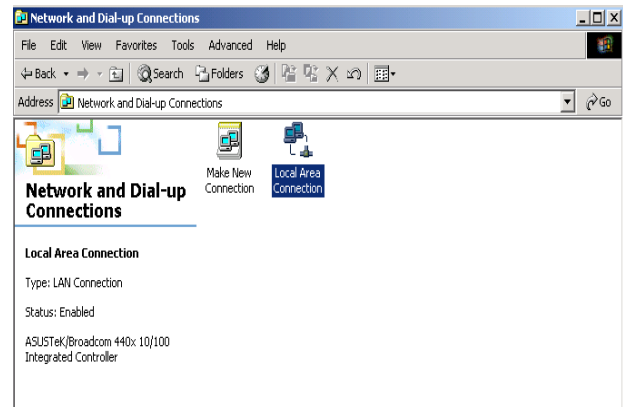 Network and Dial-up Connections
File Edit View Favorites Tools Advanced Help
Back Search Folders
Address Network and Dial-up Connections Go
Make New
Connection
Local Area
Connection
Network and Dial-up
Connections
Local Area Connection
Type: LAN Connection
Status: Enabled
ASUSTeK/Broadcom 440x 10/100
Integrated Controller